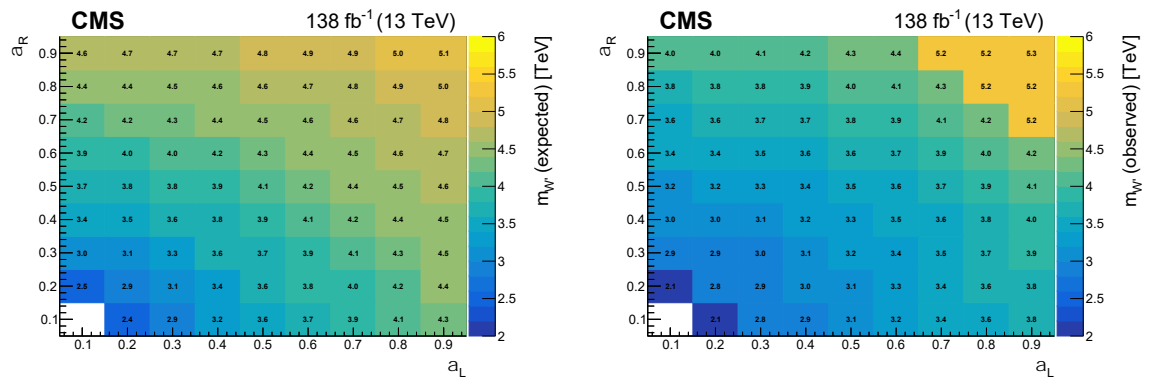 CMS 138 fb⁻¹ (13 TeV)
a_R
0.9 4.6 4.7 4.7 4.7 4.8 4.9 4.9 5.0 5.1 6
0.8 4.4 4.4 4.5 4.6 4.6 4.7 4.8 4.9 5.0 5.5
0.7 4.2 4.2 4.3 4.4 4.5 4.6 4.6 4.7 4.8 5
0.6 3.9 4.0 4.0 4.2 4.3 4.4 4.5 4.6 4.7 4.5
0.5 3.7 3.8 3.8 3.9 4.1 4.2 4.4 4.5 4.6 4
0.4 3.4 3.5 3.6 3.8 3.9 4.1 4.2 4.4 4.5 3.5
0.3 3.0 3.1 3.3 3.6 3.7 3.9 4.1 4.3 4.5 3
0.2 2.5 2.9 3.1 3.4 3.6 3.8 4.0 4.2 4.4 2.5
0.1 2.4 2.9 3.2 3.6 3.7 3.9 4.1 4.3 2
0.1 0.2 0.3 0.4 0.5 0.6 0.7 0.8 0.9
a_L
m_W' (expected) [TeV]
CMS 138 fb⁻¹ (13 TeV)
a_R
0.9 4.0 4.0 4.1 4.2 4.3 4.4 5.2 5.2 5.3 6
0.8 3.8 3.8 3.8 3.9 4.0 4.1 4.3 5.2 5.2 5.5
0.7 3.6 3.6 3.7 3.7 3.8 3.9 4.1 4.2 5.2 5
0.6 3.4 3.4 3.5 3.6 3.6 3.7 3.9 4.0 4.2 4.5
0.5 3.2 3.2 3.3 3.4 3.5 3.6 3.7 3.9 4.1 4
0.4 3.0 3.0 3.1 3.2 3.3 3.5 3.6 3.8 4.0 3.5
0.3 2.9 2.9 3.0 3.1 3.2 3.4 3.5 3.7 3.9 3
0.2 2.1 2.8 2.9 3.0 3.1 3.3 3.4 3.6 3.8 2.5
0.1 2.1 2.8 2.9 3.1 3.2 3.4 3.6 3.8 2
0.1 0.2 0.3 0.4 0.5 0.6 0.7 0.8 0.9
a_L
m_W' (observed) [TeV]